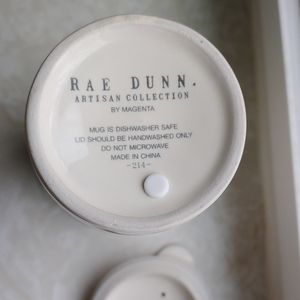 RAE DUNN.
ARTISAN COLLECTION
BY MAGENTA
MUG IS DISHWASHER SAFE
LID SHOULD BE HANDWASHED ONLY
DO NOT MICROWAVE
MADE IN CHINA
-214-